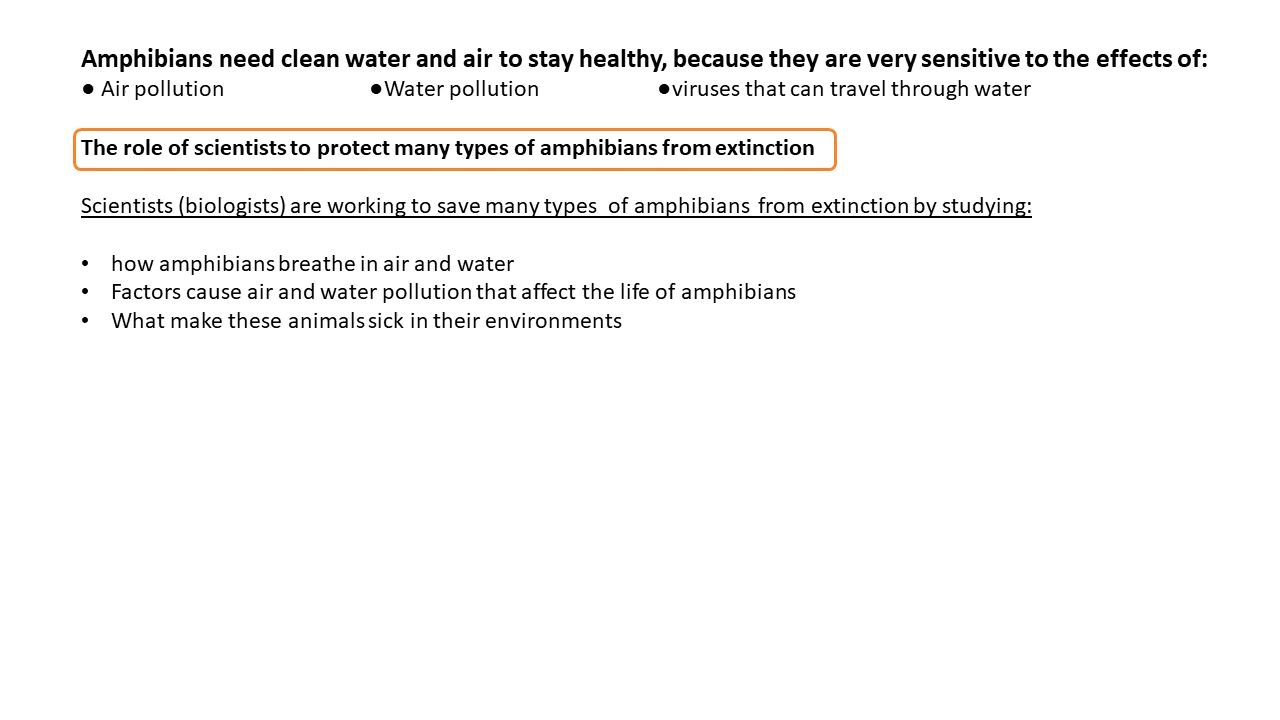 Amphibians need clean water and air to stay healthy, because they are very sensitive to the effects of:
● Air pollution ●Water pollution ●viruses that can travel through water
The role of scientists to protect many types of amphibians from extinction
Scientists (biologists) are working to save many types of amphibians from extinction by studying:
• how amphibians breathe in air and water
• Factors cause air and water pollution that affect the life of amphibians
• What make these animals sick in their environments